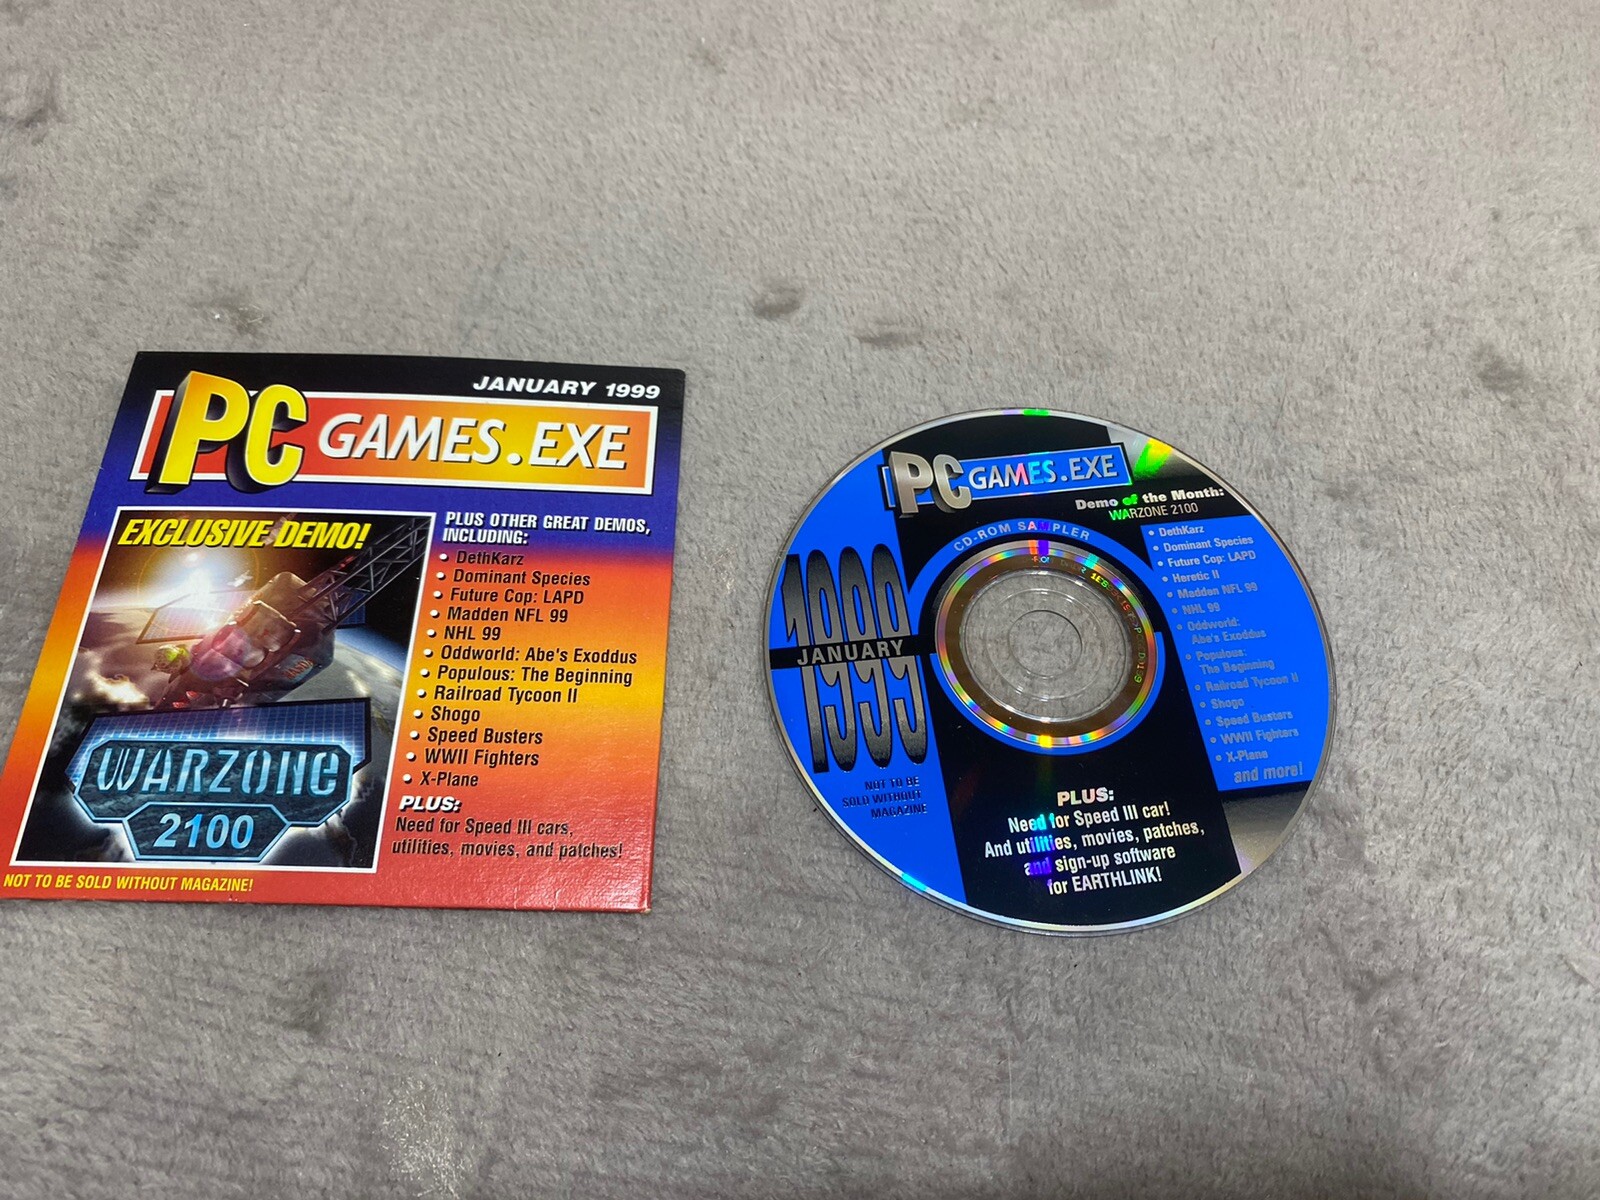 JANUARY 1999
PC GAMES.EXE
EXCLUSIVE DEMO!
WARZONE
2100
PLUS OTHER GREAT DEMOS,
INCLUDING:
• DethKarz
• Dominant Species
• Future Cop: LAPD
• Madden NFL 99
• NHL 99
• Oddworld: Abe's Exoddus
• Populous: The Beginning
• Railroad Tycoon II
• Shogo
• Speed Busters
• WWII Fighters
• X-Plane
PLUS:
Need for Speed III cars,
utilities, movies, and patches!
NOT TO BE SOLD WITHOUT MAGAZINE!
PC GAMES.EXE
Demo of the Month:
WARZONE 2100
CD-ROM SAMPLER
1999
JANUARY
NOT TO BE
SOLD WITHOUT
MAGAZINE
• DethKarz
• Dominant Species
• Future Cop: LAPD
• Heretic II
• Madden NFL 99
• NHL 99
• Oddworld:
Abe's Exoddus
• Populous:
The Beginning
• Railroad Tycoon II
• Shogo
• Speed Busters
• WWII Fighters
• X-Plane
and more!
PLUS:
Need for Speed III car!
And utilities, movies, patches,
and sign-up software
for EARTHLINK!